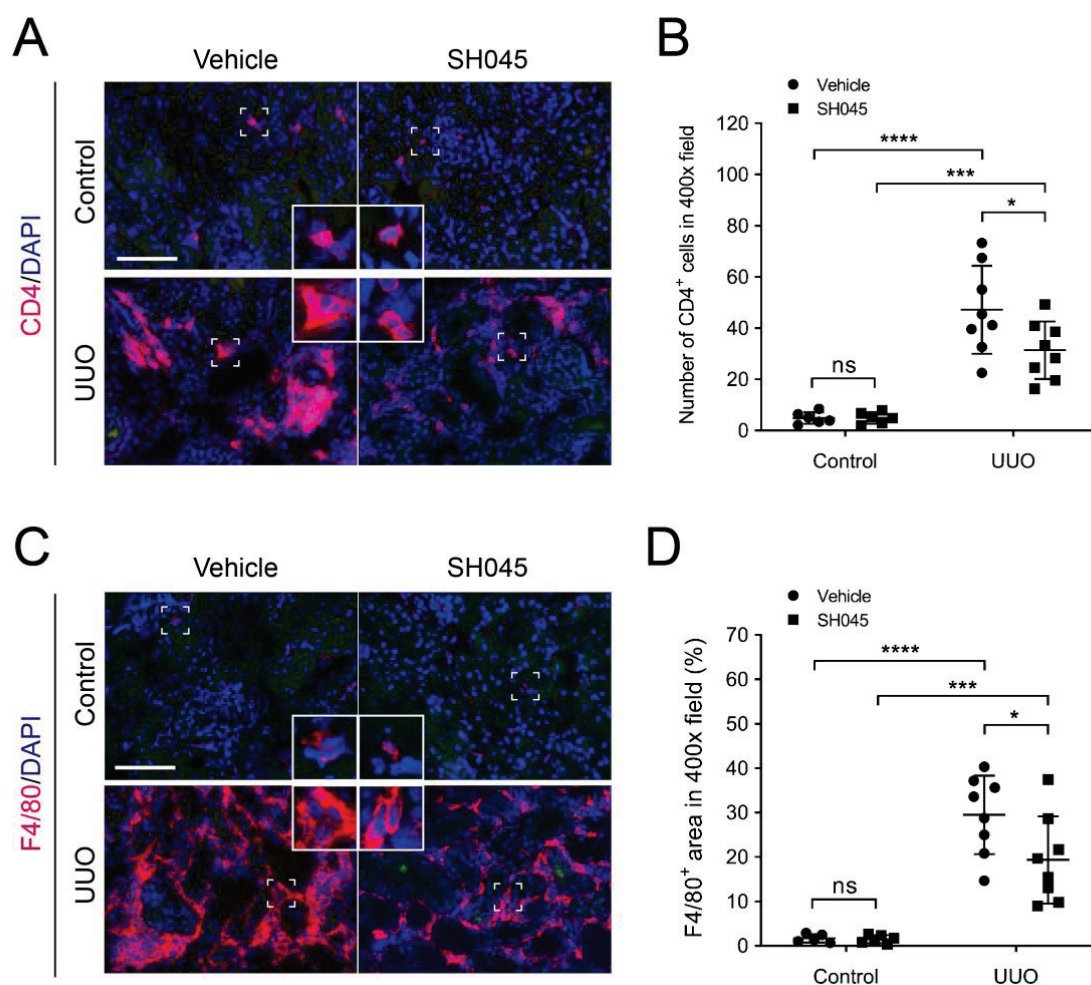 A
Vehicle
SH045
CD4/DAPI
Control
UUO
B
Vehicle
SH045
Number of CD4⁺ cells in 400x field
120
100
80
60
40
20
0
****
***
*
ns
Control
UUO
C
Vehicle
SH045
F4/80/DAPI
Control
UUO
D
Vehicle
SH045
F4/80⁺ area in 400x field (%)
70
60
50
40
30
20
10
0
****
***
*
ns
Control
UUO